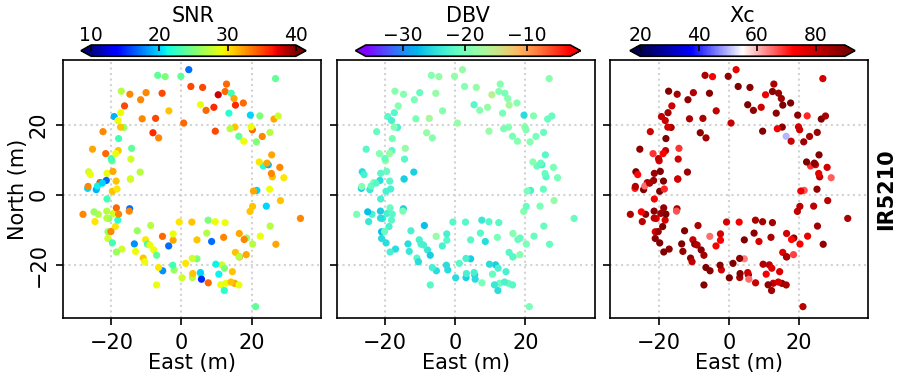 SNR DBV Xc
10 20 30 40 −30 −20 −10 20 40 60 80
20
0
−20
North (m)
−20 0 20 −20 0 20 −20 0 20
East (m) East (m) East (m)
IR5210